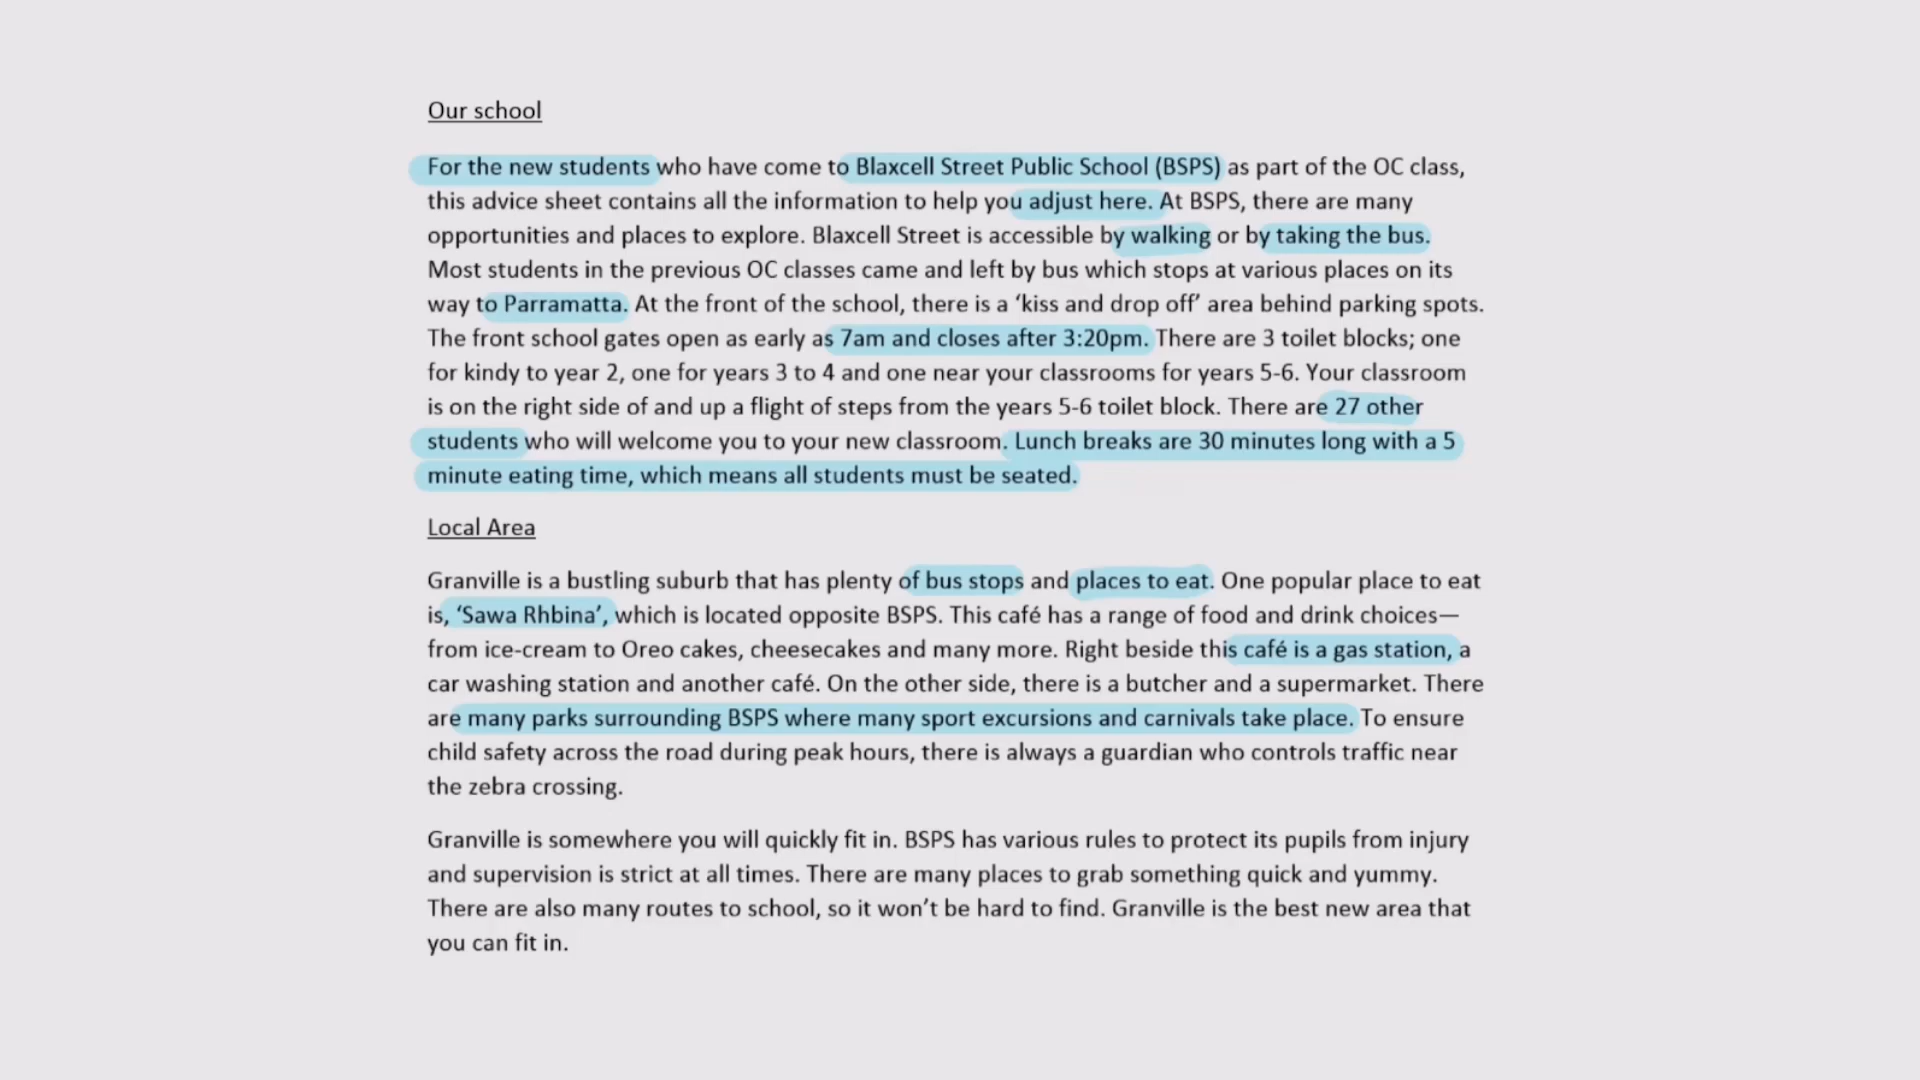 Our school
For the new students who have come to Blaxcell Street Public School (BSPS) as part of the OC class,
this advice sheet contains all the information to help you adjust here. At BSPS, there are many
opportunities and places to explore. Blaxcell Street is accessible by walking or by taking the bus.
Most students in the previous OC classes came and left by bus which stops at various places on its
way to Parramatta. At the front of the school, there is a ‘kiss and drop off’ area behind parking spots.
The front school gates open as early as 7am and closes after 3:20pm. There are 3 toilet blocks; one
for kindy to year 2, one for years 3 to 4 and one near your classrooms for years 5-6. Your classroom
is on the right side of and up a flight of steps from the years 5-6 toilet block. There are 27 other
students who will welcome you to your new classroom. Lunch breaks are 30 minutes long with a 5
minute eating time, which means all students must be seated.
Local Area
Granville is a bustling suburb that has plenty of bus stops and places to eat. One popular place to eat
is, ‘Sawa Rhbina’, which is located opposite BSPS. This café has a range of food and drink choices—
from ice-cream to Oreo cakes, cheesecakes and many more. Right beside this café is a gas station, a
car washing station and another café. On the other side, there is a butcher and a supermarket. There
are many parks surrounding BSPS where many sport excursions and carnivals take place. To ensure
child safety across the road during peak hours, there is always a guardian who controls traffic near
the zebra crossing.
Granville is somewhere you will quickly fit in. BSPS has various rules to protect its pupils from injury
and supervision is strict at all times. There are many places to grab something quick and yummy.
There are also many routes to school, so it won’t be hard to find. Granville is the best new area that
you can fit in.